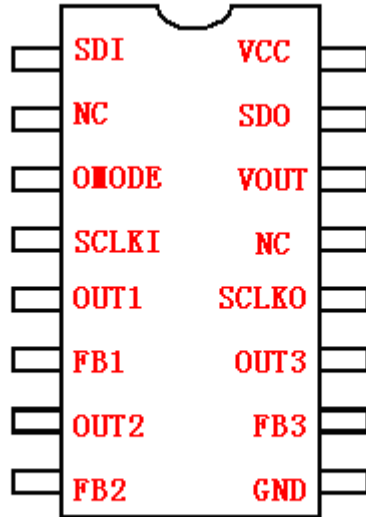 SDI VCC
NC SDO
OMODE VOUT
SCLKI NC
OUT1 SCLKO
FB1 OUT3
OUT2 FB3
FB2 GND